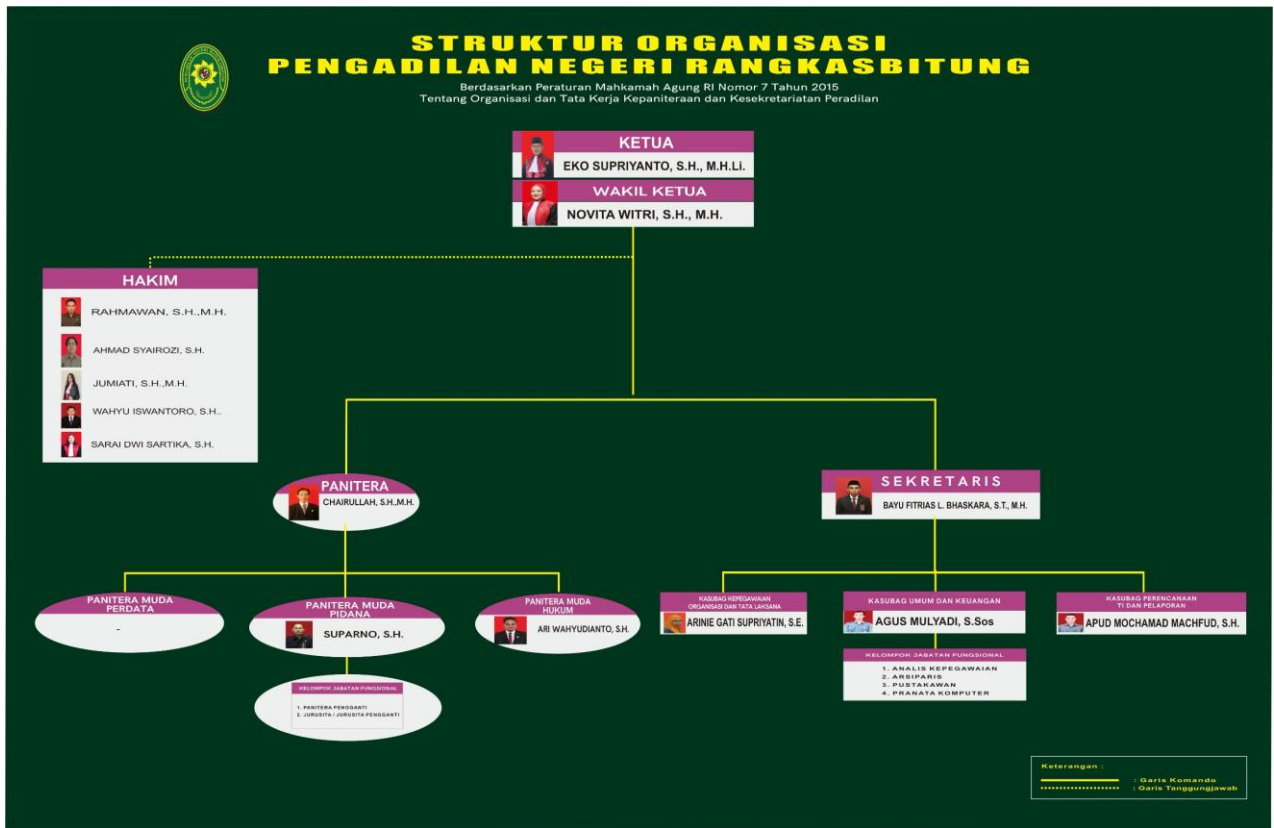 STRUKTUR ORGANISASI
PENGADILAN NEGERI RANGKASBITUNG
Berdasarkan Peraturan Mahkamah Agung RI Nomor 7 Tahun 2015
Tentang Organisasi dan Tata Kerja Kepaniteraan dan Kesekretariatan Peradilan
KETUA
EKO SUPRIYANTO, S.H., M.H.Li.
WAKIL KETUA
NOVITA WITRI, S.H., M.H.
HAKIM
RAHMAWAN, S.H.,M.H.
AHMAD SYAIROZI, S.H.
JUMIATI, S.H.,M.H.
WAHYU ISWANTORO, S.H..
SARAI DWI SARTIKA, S.H.
PANITERA
CHAIRULLAH, S.H.,M.H.
SEKRETARIS
BAYU FITRIAS L. BHASKARA, S.T., M.H.
PANITERA MUDA
PERDATA
-
PANITERA MUDA
PIDANA
SUPARNO, S.H.
PANITERA MUDA
HUKUM
ARI WAHYUDIANTO, S.H.
KASUBAG KEPEGAWAIAN
ORGANISASI DAN TATA LAKSANA
ARINIE GATI SUPRIYATIN, S.E.
KASUBAG UMUM DAN KEUANGAN
AGUS MULYADI, S.Sos
KASUBAG PERENCANAAN
TI DAN PELAPORAN
APUD MOCHAMAD MACHFUD, S.H.
KELOMPOK JABATAN FUNGSIONAL
1. PANITERA PENGGANTI
2. JURUSITA / JURUSITA PENGGANTI
KELOMPOK JABATAN FUNGSIONAL
1. ANALIS KEPEGAWAIAN
2. ARSIPARIS
3. PUSTAKAWAN
4. PRANATA KOMPUTER
Keterangan :
: Garis Komando
: Garis Tanggungjawab